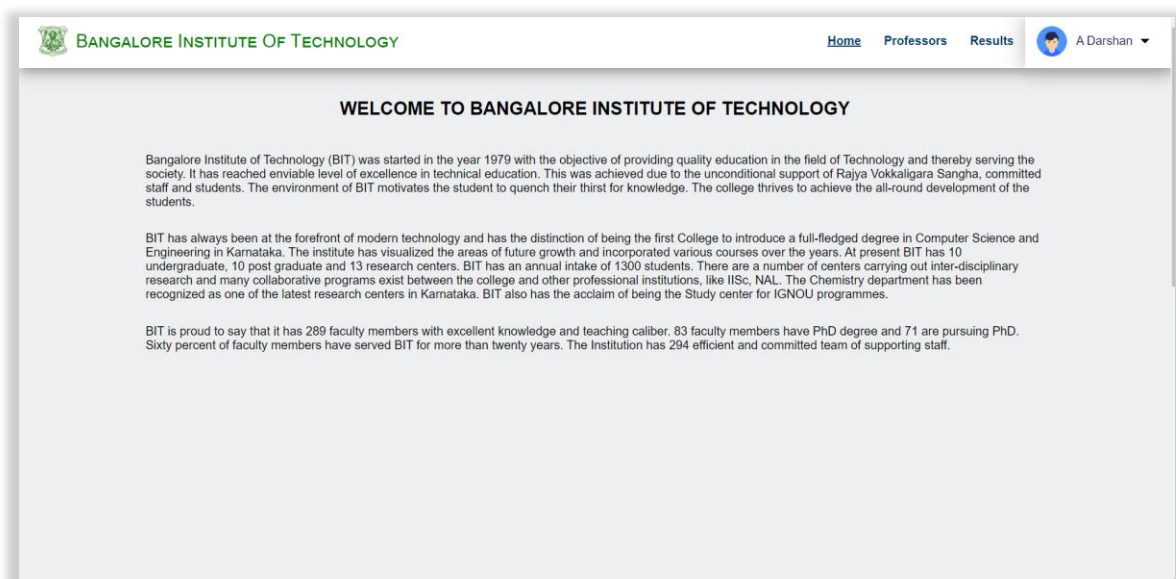 BANGALORE INSTITUTE OF TECHNOLOGY
Home Professors Results A Darshan
WELCOME TO BANGALORE INSTITUTE OF TECHNOLOGY
Bangalore Institute of Technology (BIT) was started in the year 1979 with the objective of providing quality education in the field of Technology and thereby serving the
society. It has reached enviable level of excellence in technical education. This was achieved due to the unconditional support of Rajya Vokkaligara Sangha, committed
staff and students. The environment of BIT motivates the student to quench their thirst for knowledge. The college thrives to achieve the all-round development of the
students.
BIT has always been at the forefront of modern technology and has the distinction of being the first College to introduce a full-fledged degree in Computer Science and
Engineering in Karnataka. The institute has visualized the areas of future growth and incorporated various courses over the years. At present BIT has 10
undergraduate, 10 post graduate and 13 research centers. BIT has an annual intake of 1300 students. There are a number of centers carrying out inter-disciplinary
research and many collaborative programs exist between the college and other professional institutions, like IISc, NAL. The Chemistry department has been
recognized as one of the latest research centers in Karnataka. BIT also has the acclaim of being the Study center for IGNOU programmes.
BIT is proud to say that it has 289 faculty members with excellent knowledge and teaching caliber. 83 faculty members have PhD degree and 71 are pursuing PhD.
Sixty percent of faculty members have served BIT for more than twenty years. The Institution has 294 efficient and committed team of supporting staff.